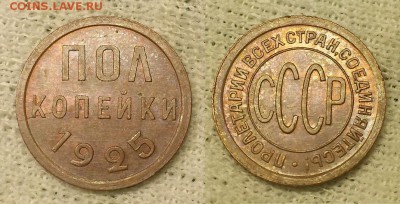 COINS.LAVE.RU
ПОЛ
КОПЕЙКИ
1925
ПРОЛЕТАРИИ ВСЕХ СТРАН, СОЕДИНЯЙТЕСЬ!
СССР